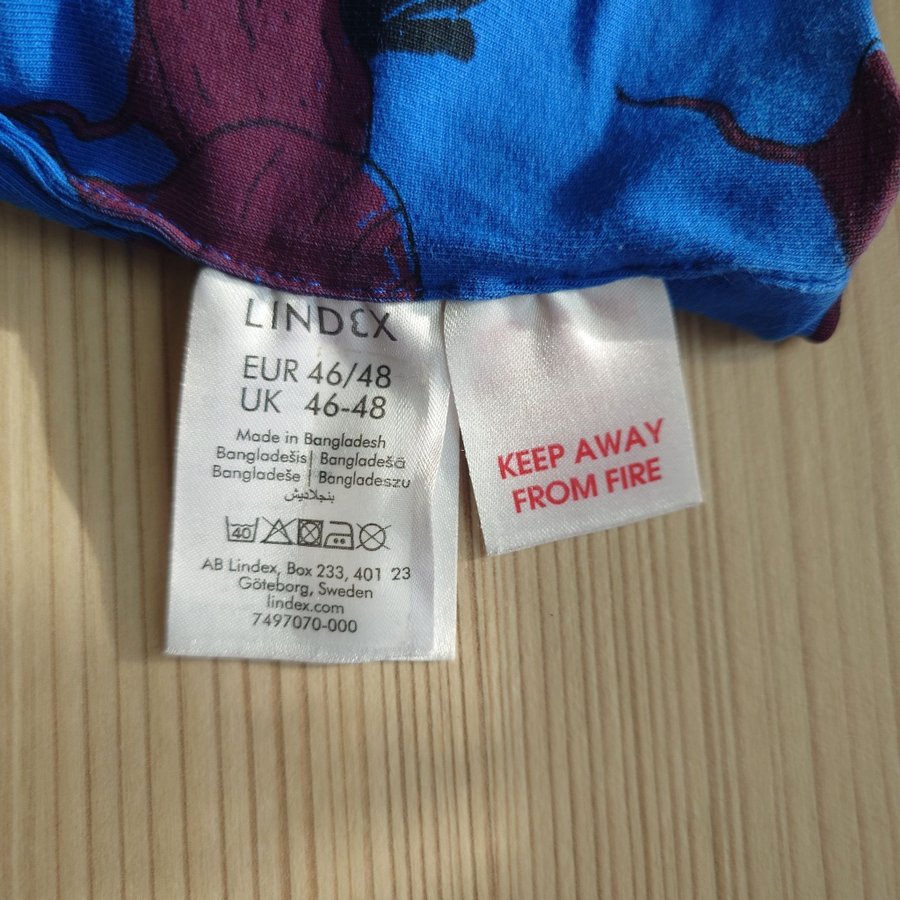 LINDEX
EUR 46/48
UK 46-48
Made in Bangladesh
Bangladešis | Bangladešā
Bangladeše | Bangladeszu
بنجلاديش
40
AB Lindex, Box 233, 401 23
Göteborg, Sweden
lindex.com
7497070-000
KEEP AWAY
FROM FIRE